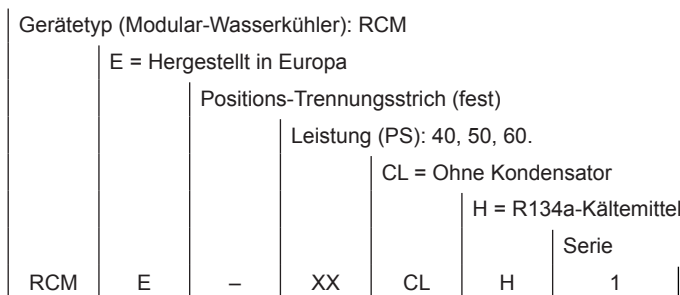 Gerätetyp (Modular-Wasserkühler): RCM
E = Hergestellt in Europa
Positions-Trennungsstrich (fest)
Leistung (PS): 40, 50, 60.
CL = Ohne Kondensator
H = R134a-Kältemittel
Serie
RCM E – XX CL H 1